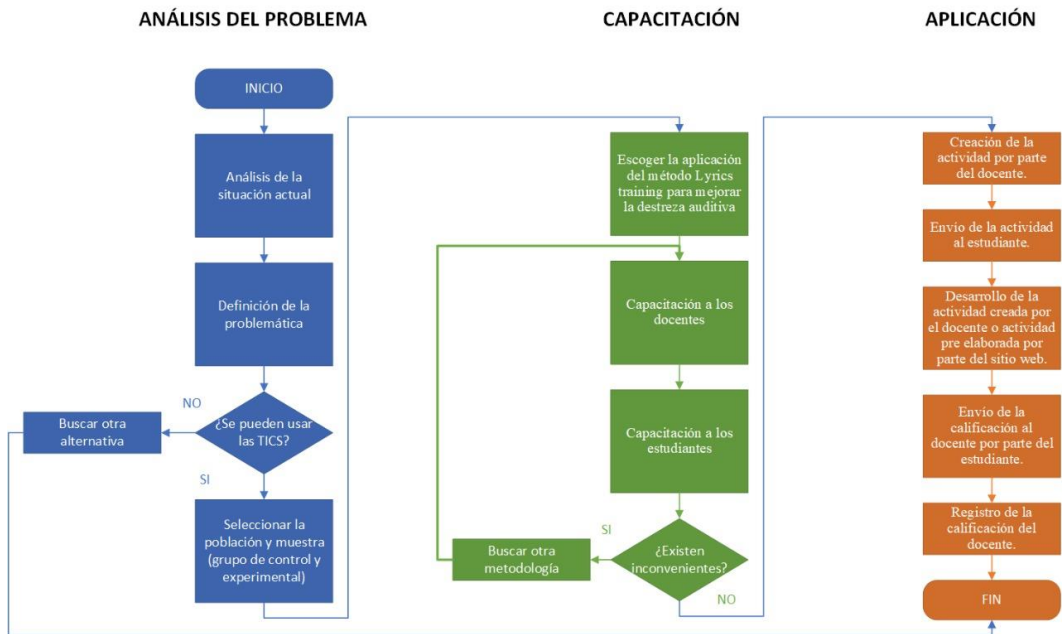 ANÁLISIS DEL PROBLEMA
INICIO
Análisis de la
situación actual
Definición de la
problemática
¿Se pueden usar
las TICS?
NO
Buscar otra
alternativa
SI
Seleccionar la
población y muestra
(grupo de control y
experimental)
CAPACITACIÓN
Escoger la aplicación
del método Lyrics
training para mejorar
la destreza auditiva
Capacitación a los
docentes
Capacitación a los
estudiantes
¿Existen
inconvenientes?
SI
Buscar otra
metodología
NO
APLICACIÓN
Creación de la
actividad por parte
del docente.
Envío de la actividad
al estudiante.
Desarrollo de la
actividad creada por
el docente o actividad
pre elaborada por
parte del sitio web.
Envío de la
calificación al
docente por parte del
estudiante.
Registro de la
calificación del
docente.
FIN